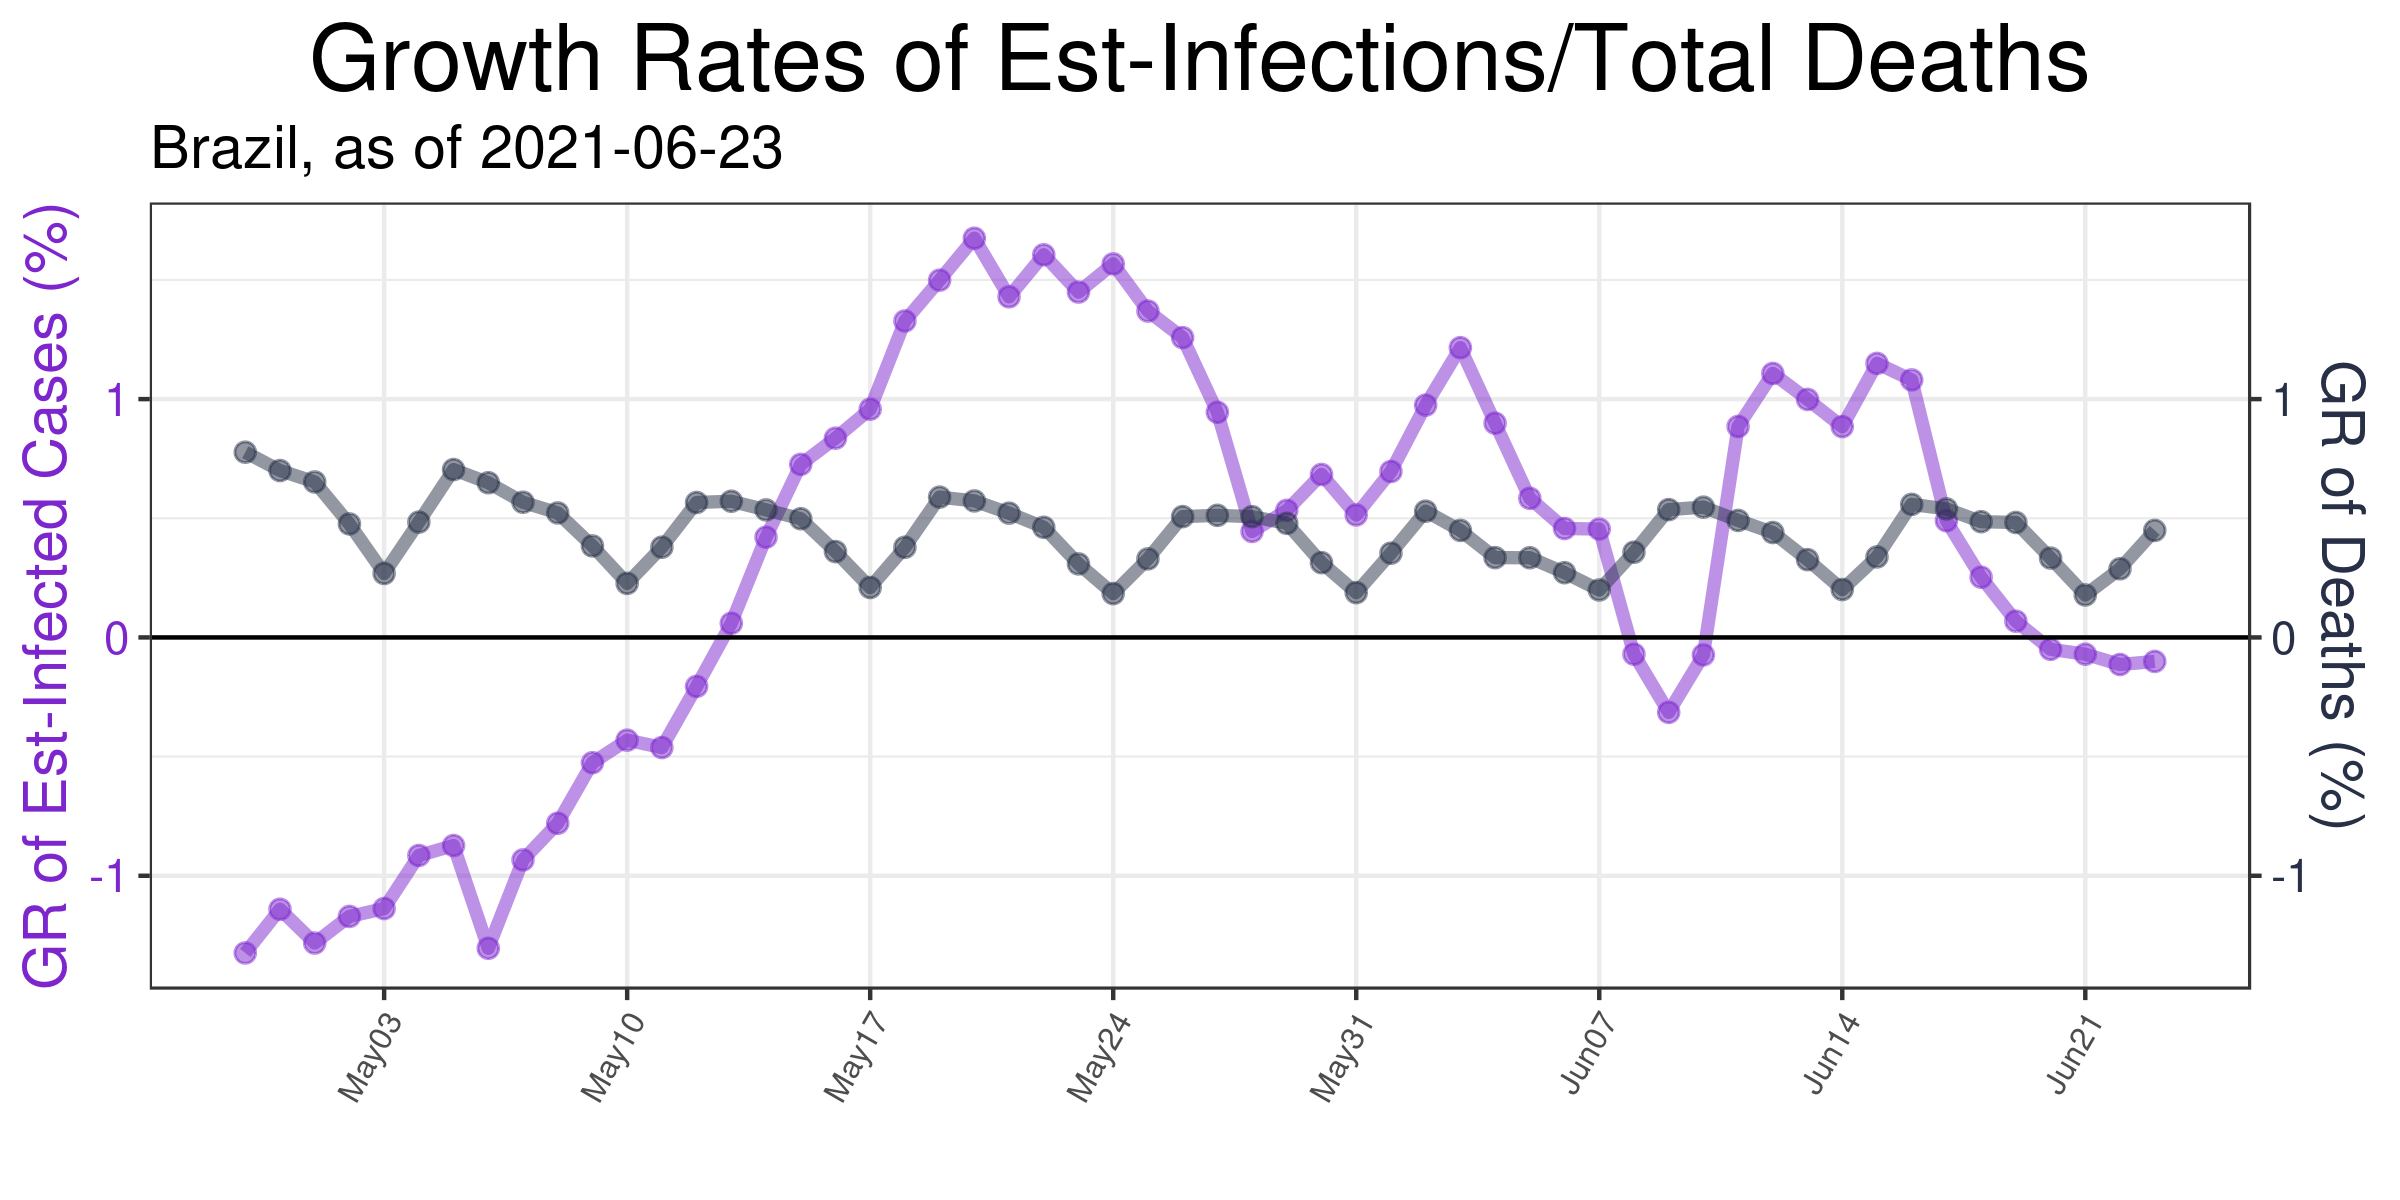 Growth Rates of Est-Infections/Total Deaths
Brazil, as of 2021-06-23
GR of Est-Infected Cases (%)
1
0
-1
1
0
-1
GR of Deaths (%)
May03
May10
May17
May24
May31
Jun07
Jun14
Jun21